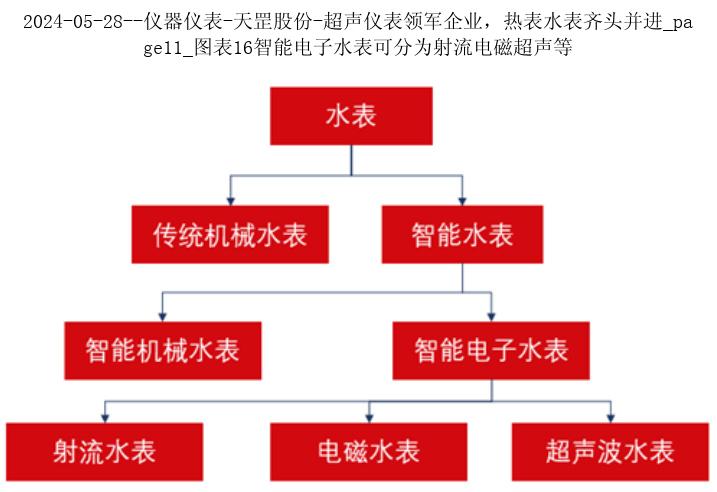 2024-05-28--仪器仪表-天罡股份-超声仪表领军企业，热表水表齐头并进_pa
ge11_图表16智能电子水表可分为射流电磁超声等
水表
传统机械水表
智能水表
智能机械水表
智能电子水表
射流水表
电磁水表
超声波水表